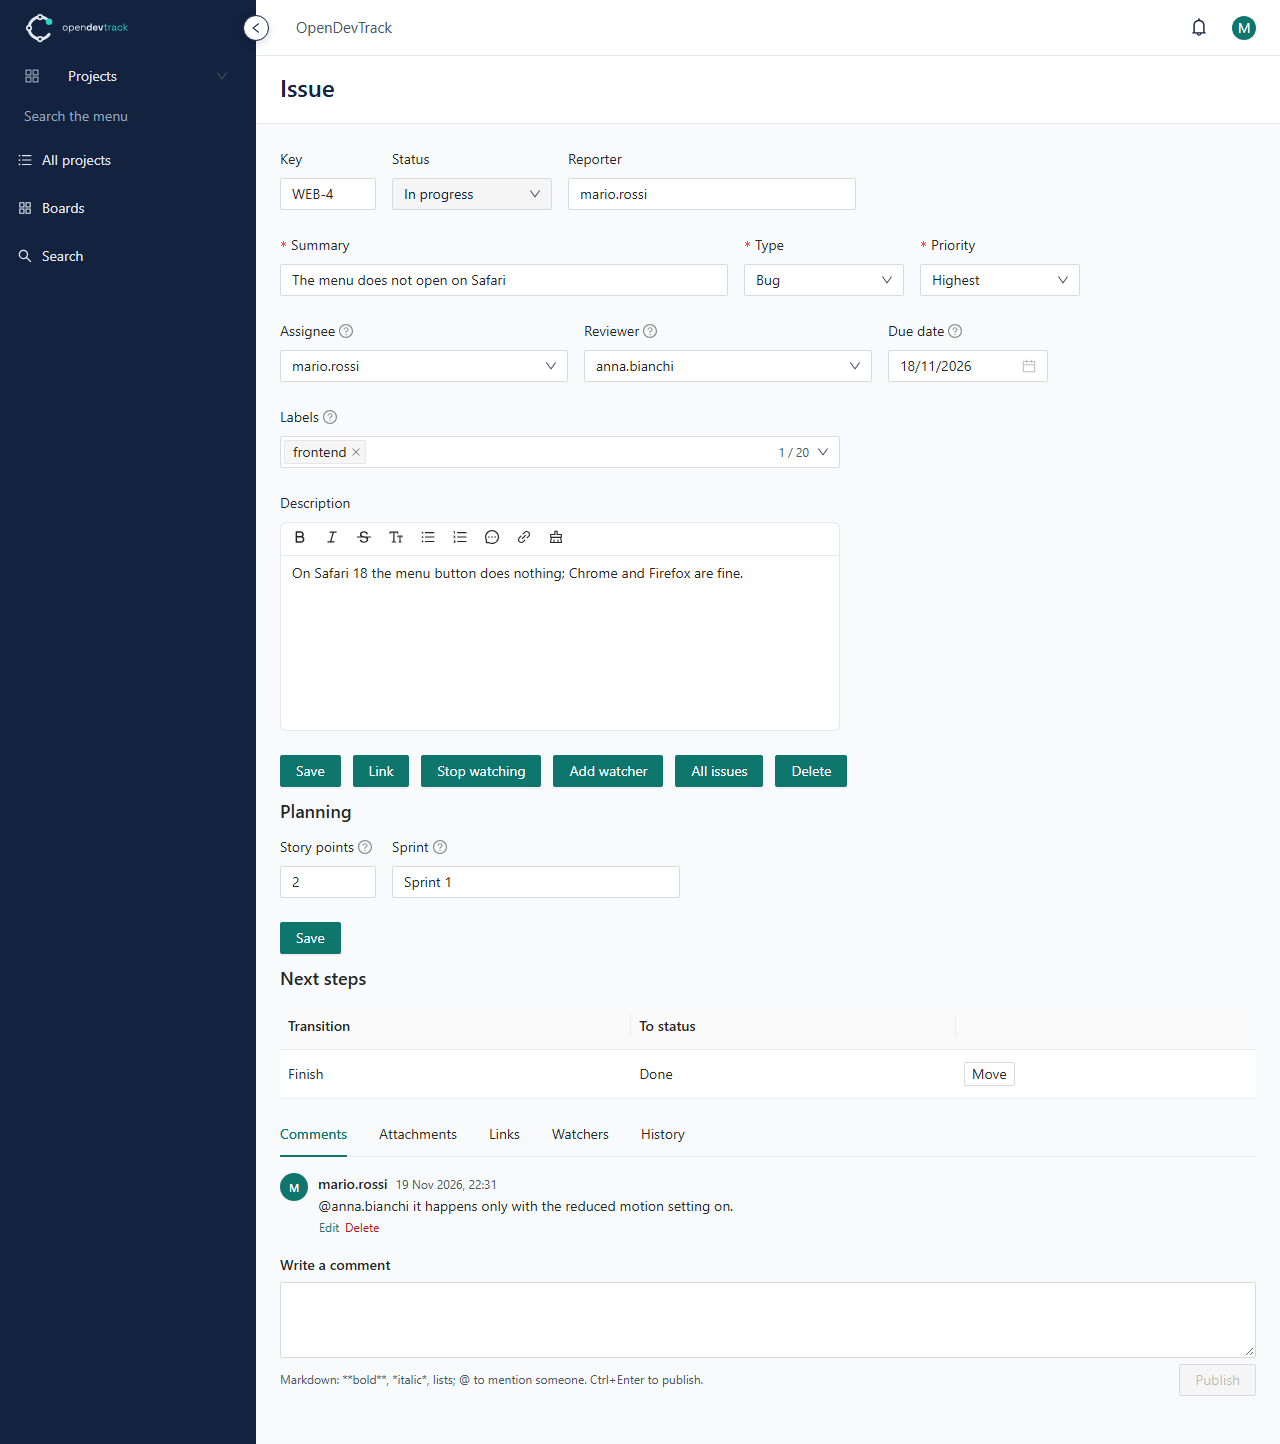 opendevtrack
OpenDevTrack
M
Projects
Search the menu
All projects
Boards
Search
Issue
Key Status Reporter
WEB-4 In progress mario.rossi
* Summary * Type * Priority
The menu does not open on Safari Bug Highest
Assignee Reviewer Due date
mario.rossi anna.bianchi 18/11/2026
Labels
frontend 1 / 20
Description
On Safari 18 the menu button does nothing; Chrome and Firefox are fine.
Save Link Stop watching Add watcher All issues Delete
Planning
Story points Sprint
2 Sprint 1
Save
Next steps
Transition To status
Finish Done Move
Comments Attachments Links Watchers History
M mario.rossi 19 Nov 2026, 22:31
@anna.bianchi it happens only with the reduced motion setting on.
Edit Delete
Write a comment
Markdown: **bold**, *italic*, lists; @ to mention someone. Ctrl+Enter to publish.
Publish